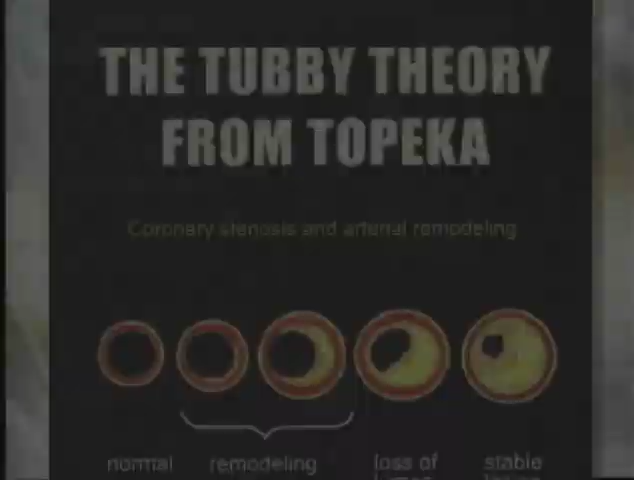 THE TUBBY THEORY
FROM TOPEKA
Coronary stenosis and arterial remodeling
normal remodeling loss of stable